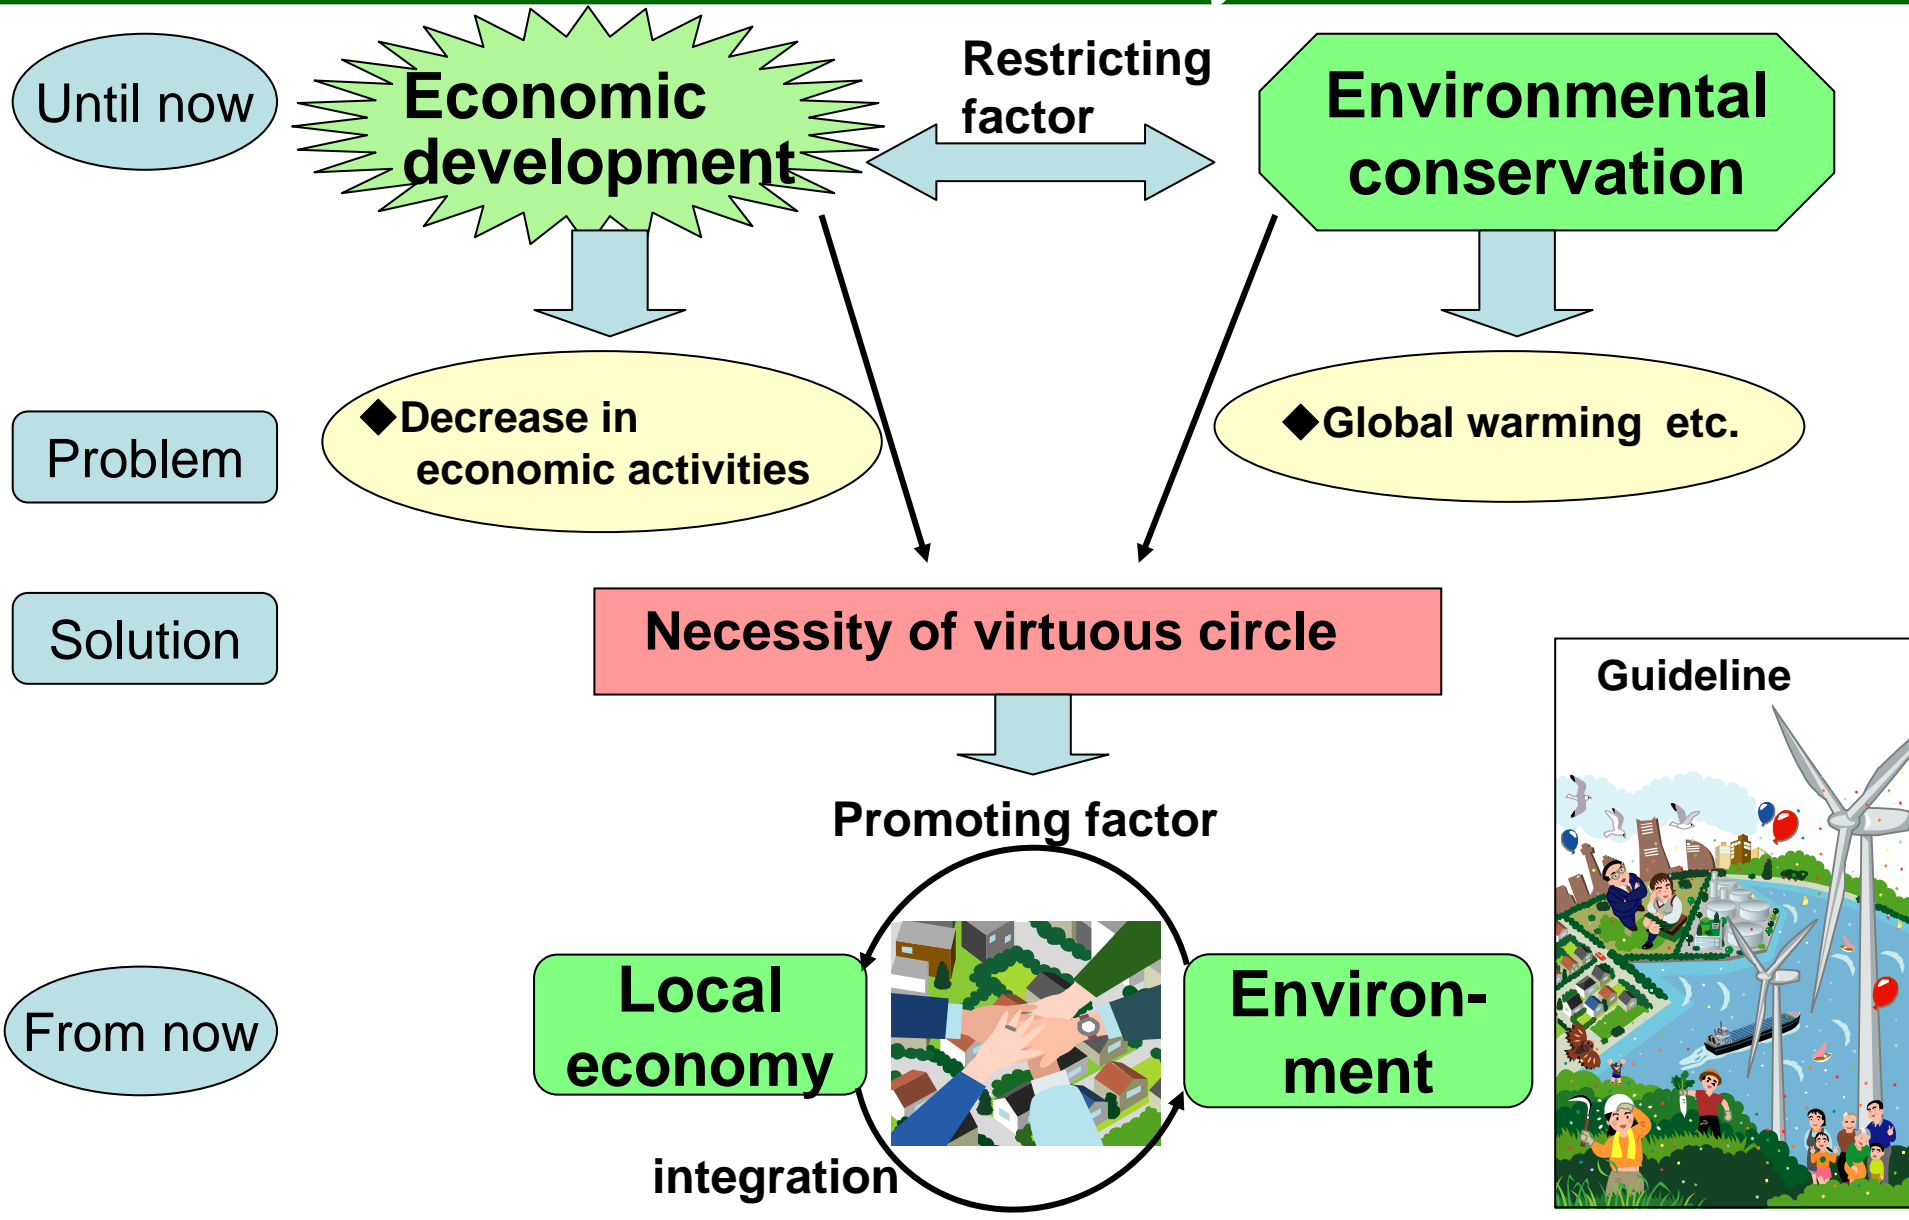 Until now
Economic
development
Restricting
factor
Environmental
conservation
Problem
◆Decrease in
economic activities
◆Global warming etc.
Solution
Necessity of virtuous circle
Guideline
Promoting factor
From now
Local
economy
Environ-
ment
integration